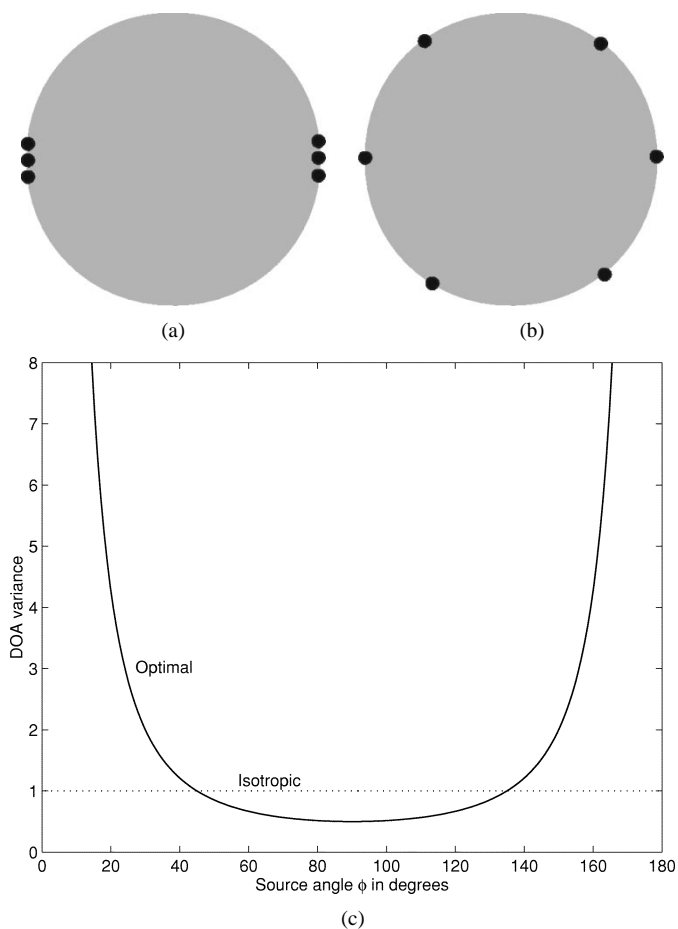 (a) (b)
8
7
6
5
4
3
2
1
0
DOA variance
Optimal
Isotropic
0 20 40 60 80 100 120 140 160 180
Source angle ϕ in degrees
(c)